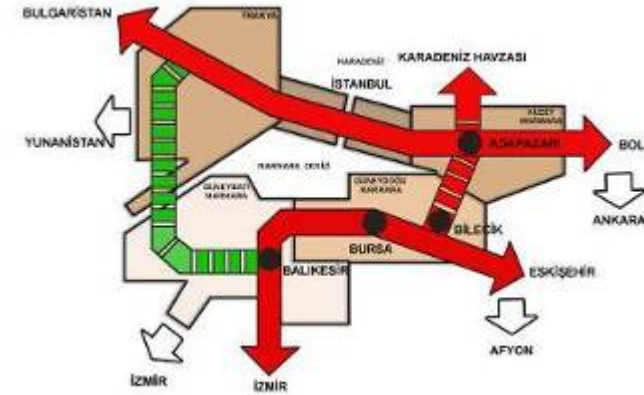 BULGARİSTAN
TRAKYA
KARADENİZ
İSTANBUL
KARADENİZ HAVZASI
YUNANİSTAN
ADAPAZARI
BOL
MARMARA DENİZİ
GÜNEYBATI
MARMARA
GÜNEYDOĞU
MARMARA
ANKARA
BİLECİK
BURSA
BALIKESİR
ESKİŞEHİR
AFYON
İZMİR
İZMİR